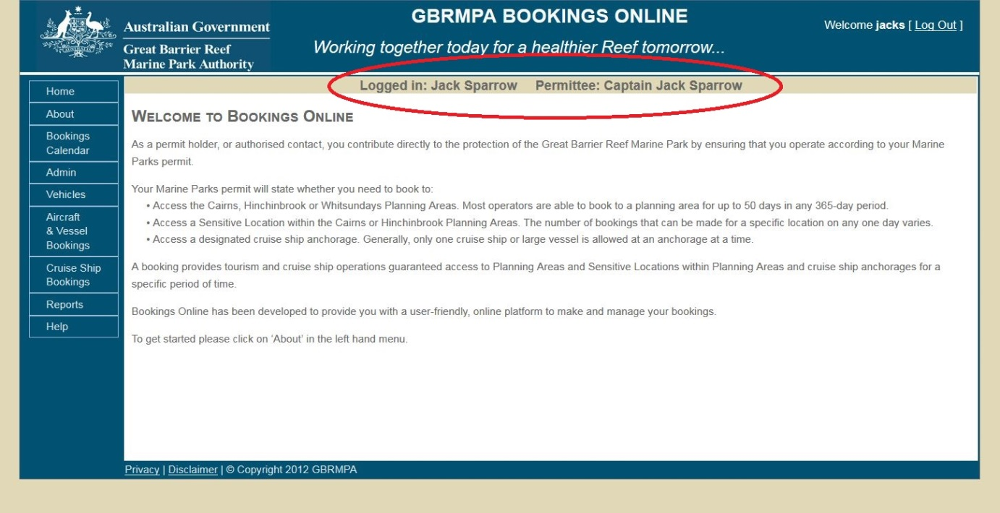 Australian Government
Great Barrier Reef
Marine Park Authority
GBRMPA BOOKINGS ONLINE
Working together today for a healthier Reef tomorrow...
Welcome jacks [ Log Out ]
Logged in: Jack Sparrow Permittee: Captain Jack Sparrow
Home
About
Bookings
Calendar
Admin
Vehicles
Aircraft
& Vessel
Bookings
Cruise Ship
Bookings
Reports
Help
WELCOME TO BOOKINGS ONLINE
As a permit holder, or authorised contact, you contribute directly to the protection of the Great Barrier Reef Marine Park by ensuring that you operate according to your Marine
Parks permit.
Your Marine Parks permit will state whether you need to book to:
• Access the Cairns, Hinchinbrook or Whitsundays Planning Areas. Most operators are able to book to a planning area for up to 50 days in any 365-day period.
• Access a Sensitive Location within the Cairns or Hinchinbrook Planning Areas. The number of bookings that can be made for a specific location on any one day varies.
• Access a designated cruise ship anchorage. Generally, only one cruise ship or large vessel is allowed at an anchorage at a time.
A booking provides tourism and cruise ship operations guaranteed access to Planning Areas and Sensitive Locations within Planning Areas and cruise ship anchorages for a
specific period of time.
Bookings Online has been developed to provide you with a user-friendly, online platform to make and manage your bookings.
To get started please click on 'About' in the left hand menu.
Privacy | Disclaimer | © Copyright 2012 GBRMPA